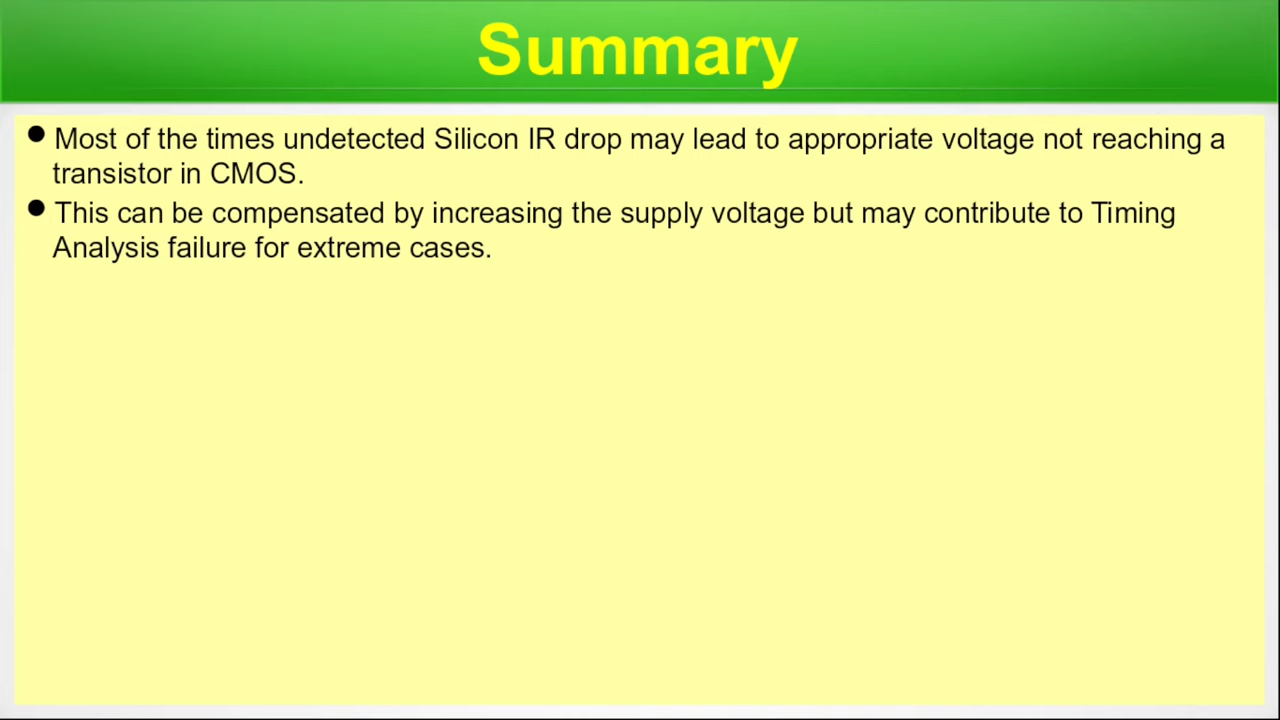 Summary
● Most of the times undetected Silicon IR drop may lead to appropriate voltage not reaching a
transistor in CMOS.
● This can be compensated by increasing the supply voltage but may contribute to Timing
Analysis failure for extreme cases.